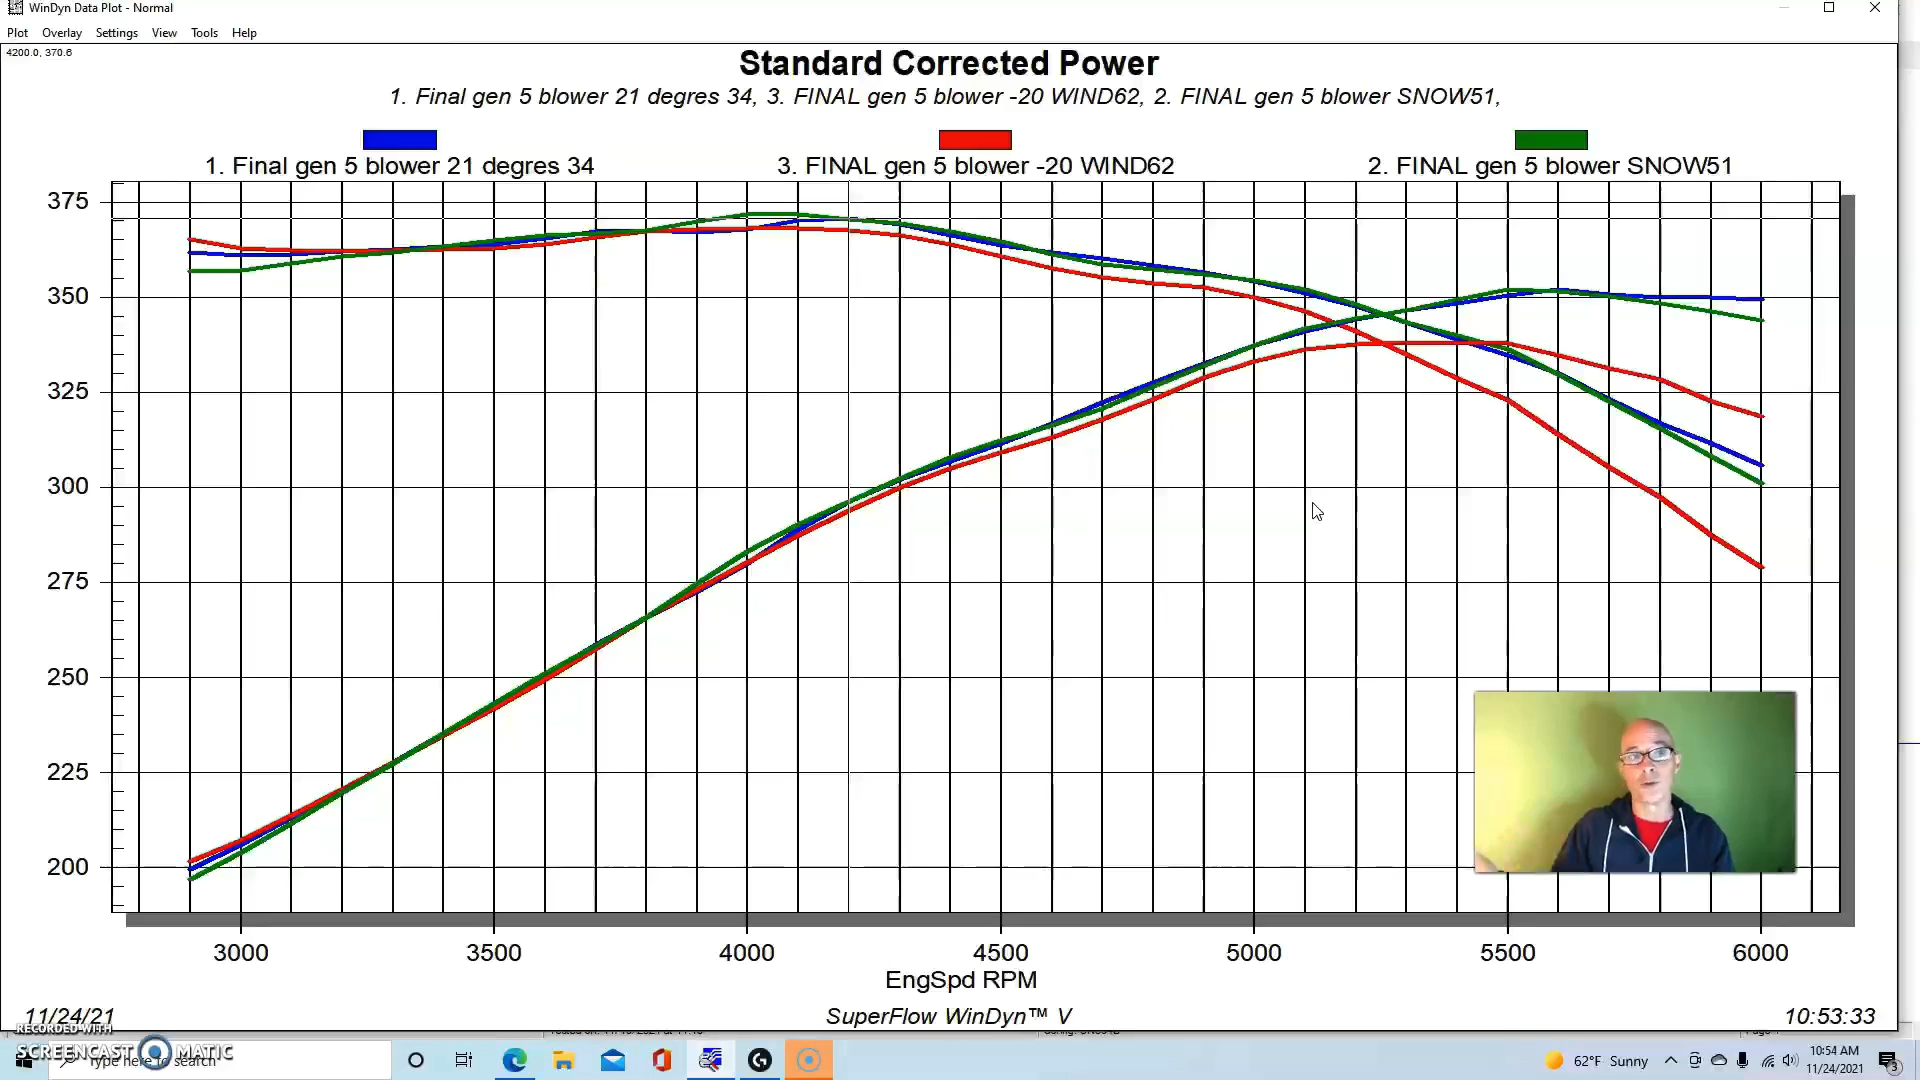 WinDyn Data Plot - Normal
Plot Overlay Settings View Tools Help
4200.0, 370.6
Standard Corrected Power
1. Final gen 5 blower 21 degres 34, 3. FINAL gen 5 blower -20 WIND62, 2. FINAL gen 5 blower SNOW51,
1. Final gen 5 blower 21 degres 34
3. FINAL gen 5 blower -20 WIND62
2. FINAL gen 5 blower SNOW51
375
350
325
300
275
250
225
200
3000 3500 4000 4500 5000 5500 6000
EngSpd RPM
11/24/21 SuperFlow WinDyn™ V 10:53:33
RECORDED WITH
SCREENCAST MATIC
Type here to search
62°F Sunny
10:54 AM
11/24/2021
3